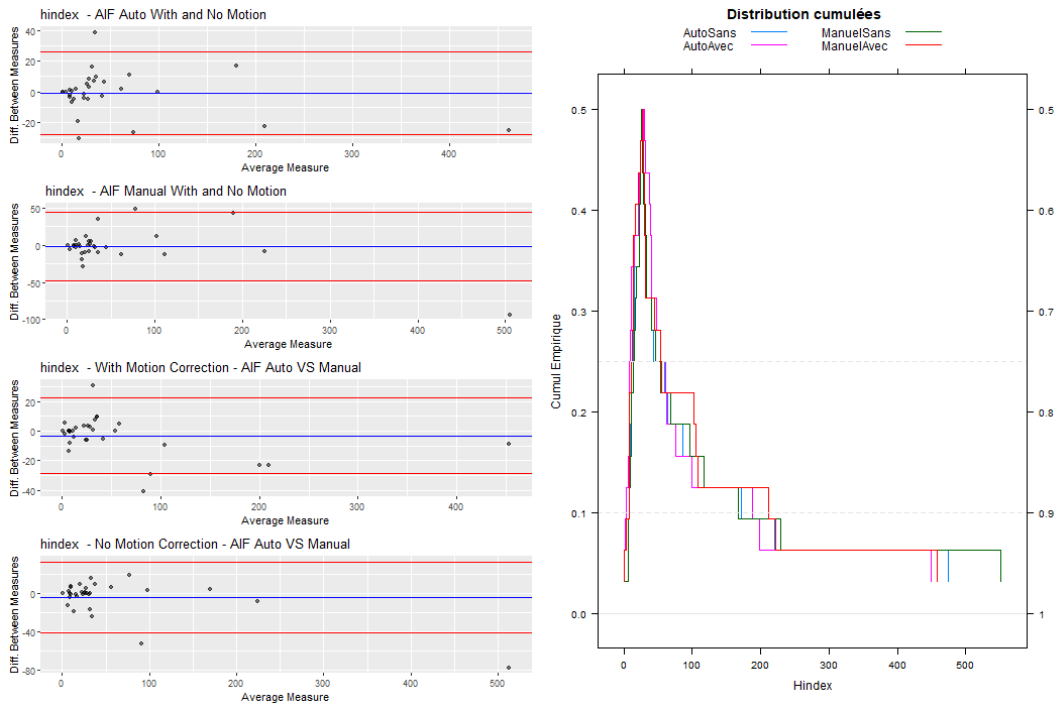 hindex - AIF Auto With and No Motion
Diff. Between Measures
40
20
0
-20
0
100
200
300
400
Average Measure
hindex - AIF Manual With and No Motion
Diff. Between Measures
50
0
-50
-100
0
100
200
300
400
500
Average Measure
hindex - With Motion Correction - AIF Auto VS Manual
Diff. Between Measures
20
0
-20
-40
0
100
200
300
400
Average Measure
hindex - No Motion Correction - AIF Auto VS Manual
Diff. Between Measures
0
-40
-80
0
100
200
300
400
500
Average Measure
Distribution cumulées
AutoSans
ManuelSans
AutoAvec
ManuelAvec
Cumul Empirique
0.5
0.4
0.3
0.2
0.1
0.0
0.5
0.6
0.7
0.8
0.9
1
0
100
200
300
400
500
Hindex